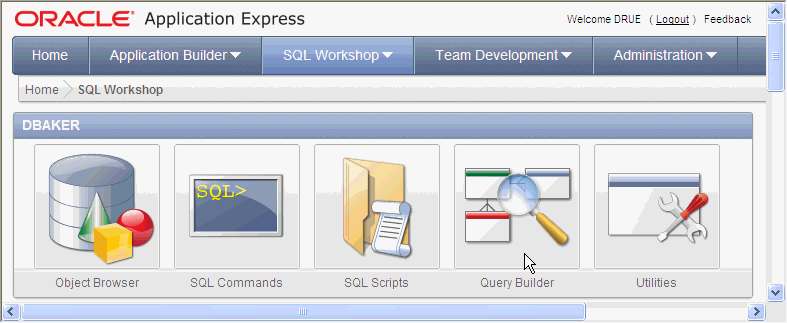 ORACLE® Application Express
Welcome DRUE ( Logout ) Feedback
Home Application Builder SQL Workshop Team Development Administration
Home SQL Workshop
DBAKER
SQL>
Object Browser SQL Commands SQL Scripts Query Builder Utilities